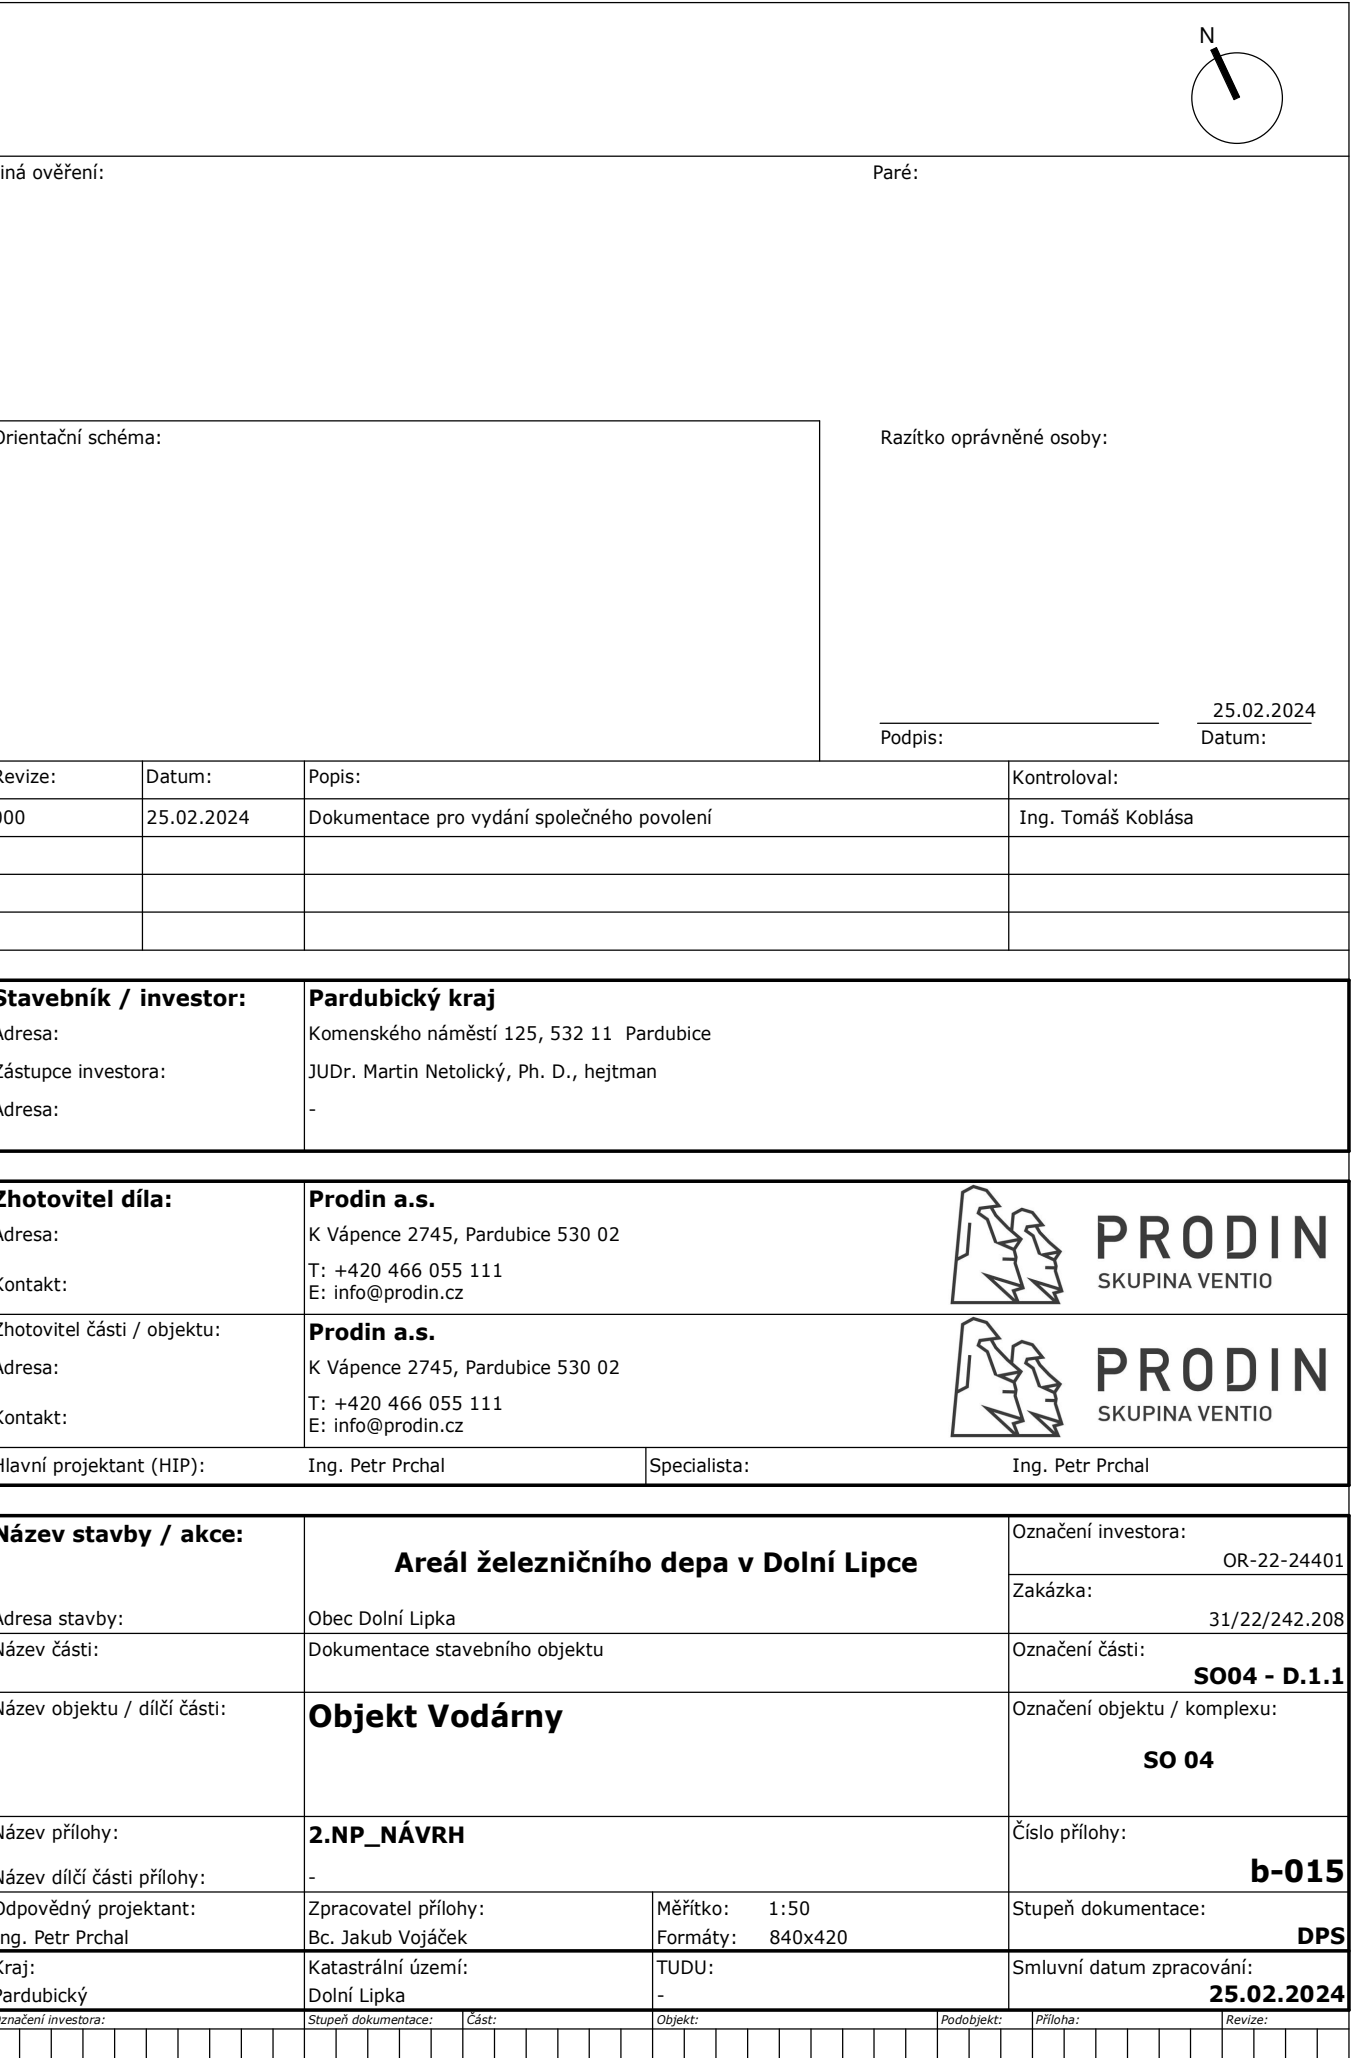 N
iná ověření: Paré:
Orientační schéma: Razítko oprávněné osoby:
25.02.2024
Podpis: Datum:
Revize: Datum: Popis: Kontroloval:
000 25.02.2024 Dokumentace pro vydání společného povolení Ing. Tomáš Koblása
Stavebník / investor: Pardubický kraj
Adresa: Komenského náměstí 125, 532 11 Pardubice
Zástupce investora: JUDr. Martin Netolický, Ph. D., hejtman
Adresa: -
Zhotovitel díla: Prodin a.s.
Adresa: K Vápence 2745, Pardubice 530 02
Kontakt: T: +420 466 055 111
E: info@prodin.cz
PRODIN
SKUPINA VENTIO
Zhotovitel části / objektu: Prodin a.s.
Adresa: K Vápence 2745, Pardubice 530 02
Kontakt: T: +420 466 055 111
E: info@prodin.cz
PRODIN
SKUPINA VENTIO
Hlavní projektant (HIP): Ing. Petr Prchal Specialista: Ing. Petr Prchal
Název stavby / akce: Areál železničního depa v Dolní Lipce Označení investora:
OR-22-24401
Zakázka:
Adresa stavby: Obec Dolní Lipka 31/22/242.208
Název části: Dokumentace stavebního objektu Označení části:
SO04 - D.1.1
Název objektu / dílčí části: Objekt Vodárny Označení objektu / komplexu:
SO 04
Název přílohy: 2.NP_NÁVRH Číslo přílohy:
Název dílčí části přílohy: - b-015
Odpovědný projektant: Zpracovatel přílohy: Měřítko: 1:50 Stupeň dokumentace:
Ing. Petr Prchal Bc. Jakub Vojáček Formáty: 840x420 DPS
Kraj: Katastrální území: TUDU: Smluvní datum zpracování:
Pardubický Dolní Lipka - 25.02.2024
Označení investora: Stupeň dokumentace: Část: Objekt: Podobjekt: Příloha: Revize: